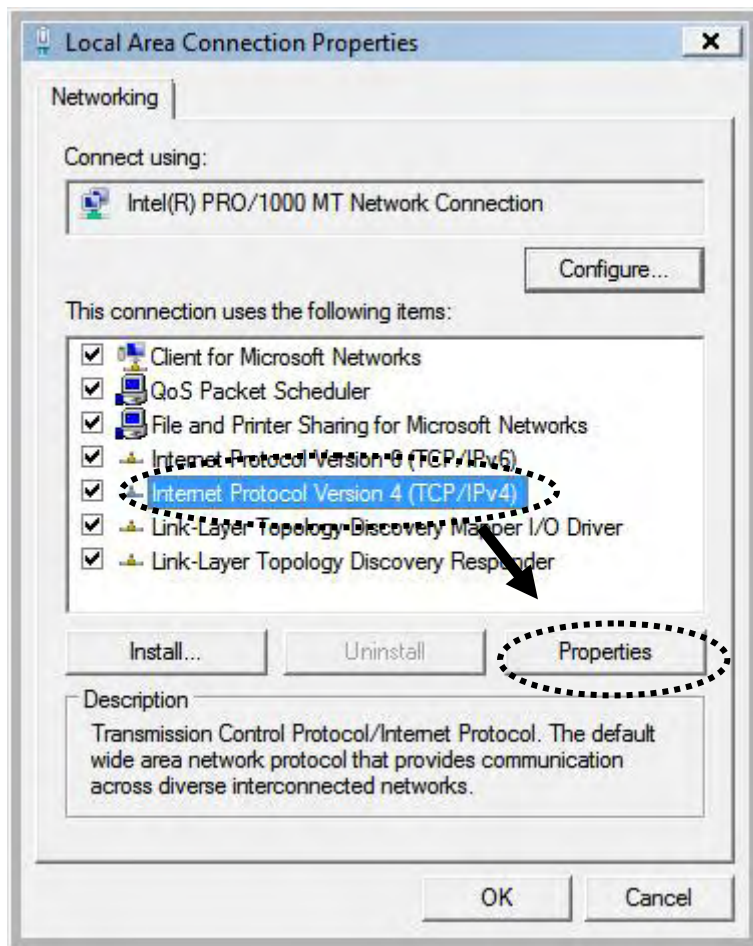 Local Area Connection Properties
Networking
Connect using:
Intel(R) PRO/1000 MT Network Connection
Configure...
This connection uses the following items:
Client for Microsoft Networks
QoS Packet Scheduler
File and Printer Sharing for Microsoft Networks
Internet Protocol Version 6 (TCP/IPv6)
Internet Protocol Version 4 (TCP/IPv4)
Link-Layer Topology Discovery Mapper I/O Driver
Link-Layer Topology Discovery Responder
Install... Uninstall Properties
Description
Transmission Control Protocol/Internet Protocol. The default
wide area network protocol that provides communication
across diverse interconnected networks.
OK Cancel